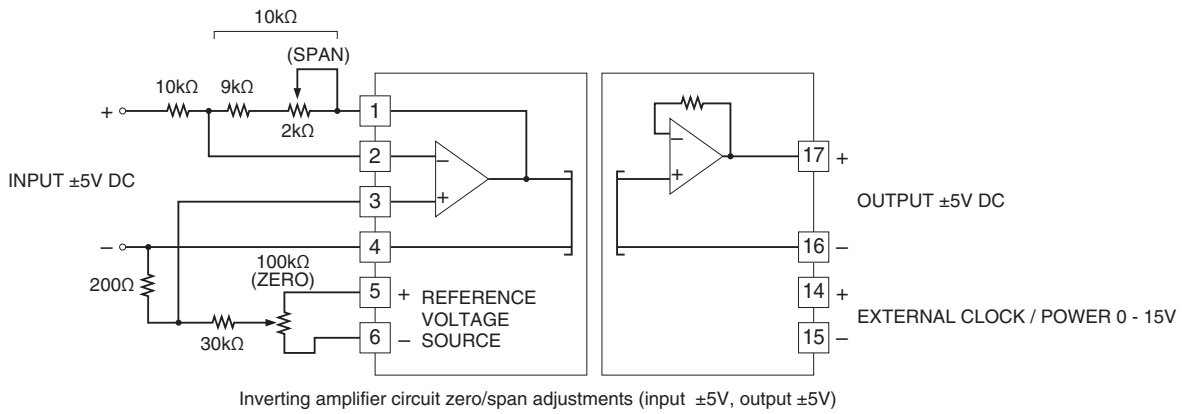 10kΩ
(SPAN)
10kΩ 9kΩ
2kΩ
+
1
2
3
4
5
6
−
+
INPUT ±5V DC
−
200Ω
100kΩ
(ZERO)
30kΩ
+ REFERENCE
VOLTAGE
− SOURCE
−
+
17 +
OUTPUT ±5V DC
16 −
14 +
EXTERNAL CLOCK / POWER 0 - 15V
15 −
Inverting amplifier circuit zero/span adjustments (input ±5V, output ±5V)